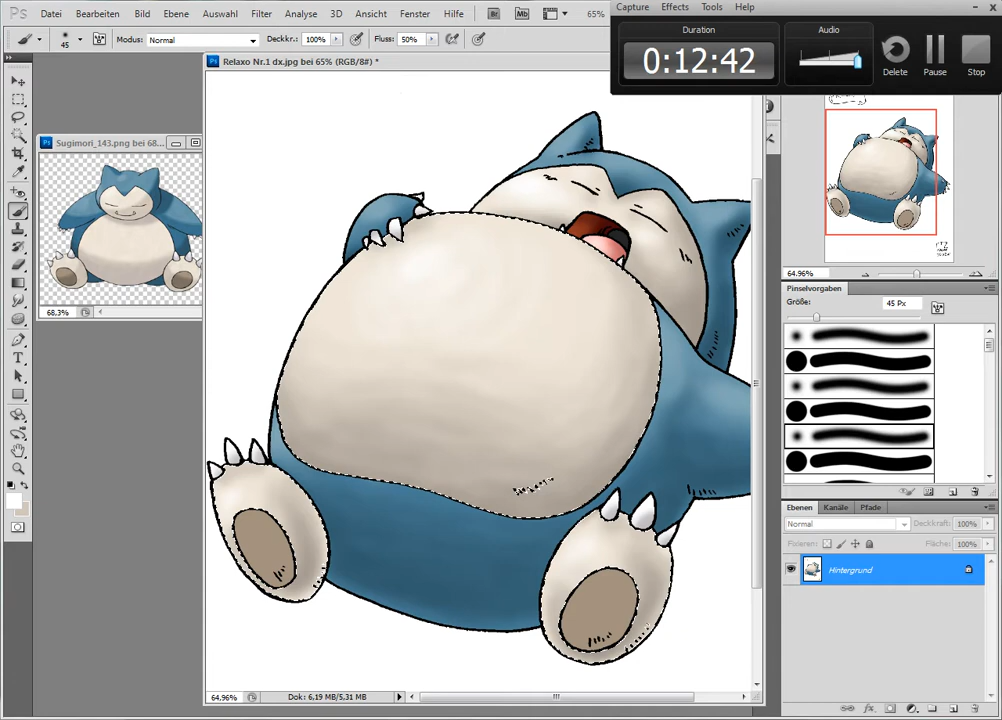 Ps Datei Bearbeiten Bild Ebene Auswahl Filter Analyse 3D Ansicht Fenster Hilfe Br Mb 65%
Capture Effects Tools Help
45 Modus: Normal Deckkr.: 100% Fluss: 50%
Duration
0:12:42
Audio
Delete
Pause
Stop
Ps Relaxo Nr.1 dx.jpg bei 65% (RGB/8#) *
Ps Sugimori_143.png bei 68...
68,3%
64.96%
Pinselvorgaben
Größe: 45 Px
Ebenen Kanäle Pfade
Normal Deckkraft: 100%
Fixieren: Fläche: 100%
Hintergrund
64,96% Dok: 6,19 MB/5,31 MB